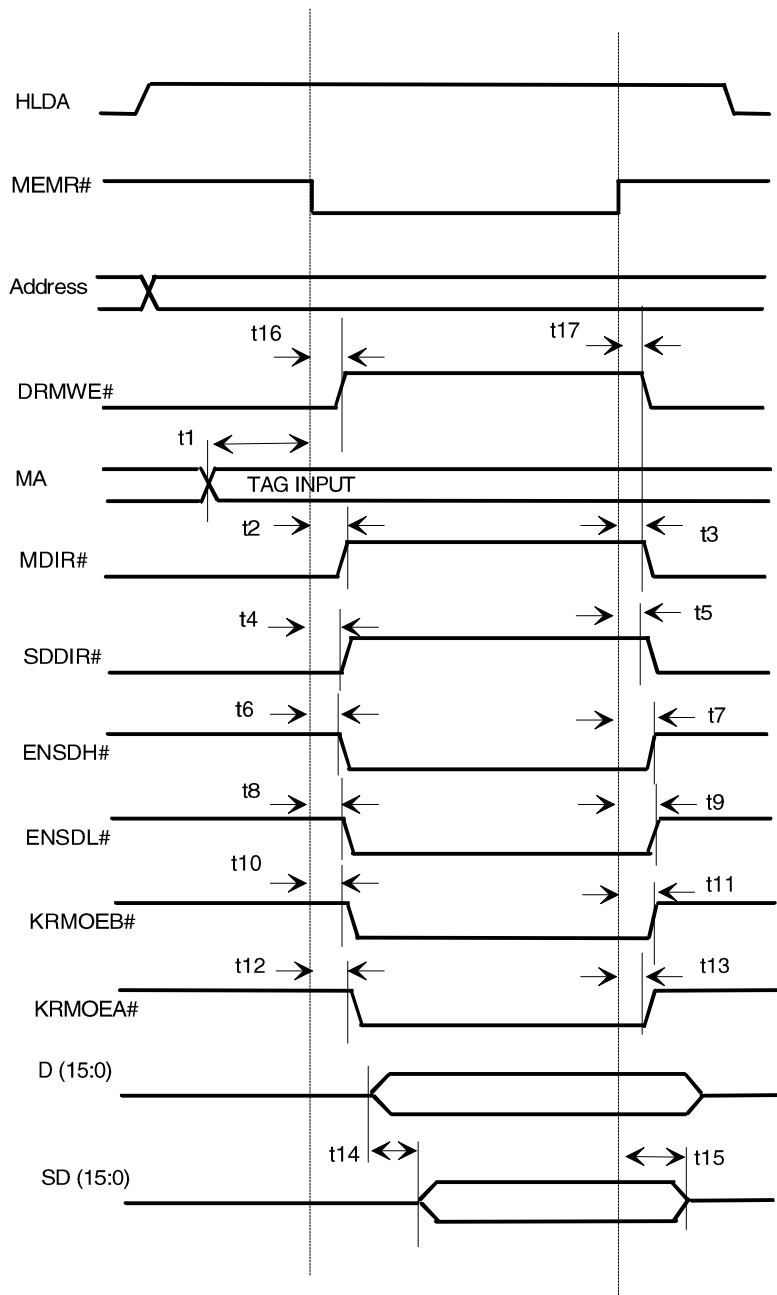 HLDA
MEMR#
Address
t16
t17
DRMWE#
t1
MA
TAG INPUT
t2
t3
MDIR#
t4
t5
SDDIR#
t6
t7
ENSDH#
t8
t9
ENSDL#
t10
t11
KRMOEB#
t12
t13
KRMOEA#
D (15:0)
t14
t15
SD (15:0)